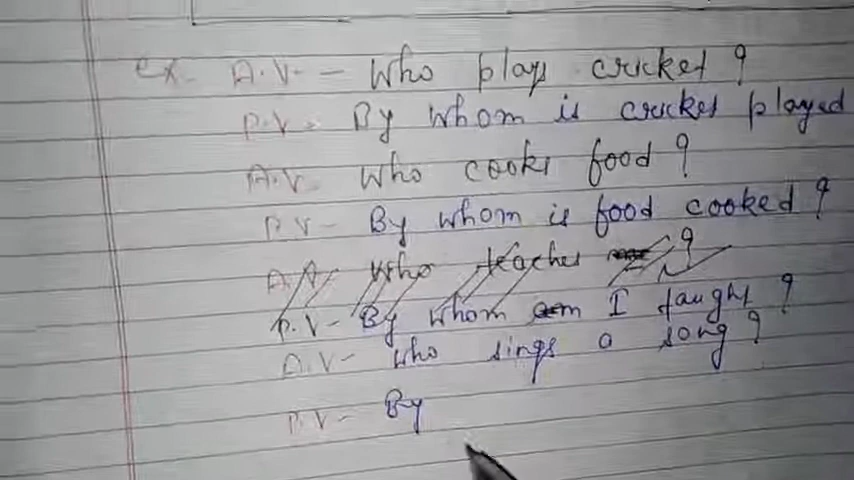 ex. A.V. - Who plays cricket ?
P.V - By whom is cricket played
A.V. Who cooks food ?
P.V - By whom is food cooked ?
Who teaches ?
P.V - By whom am I taught ?
A.V - who sings a song ?
P.V - By